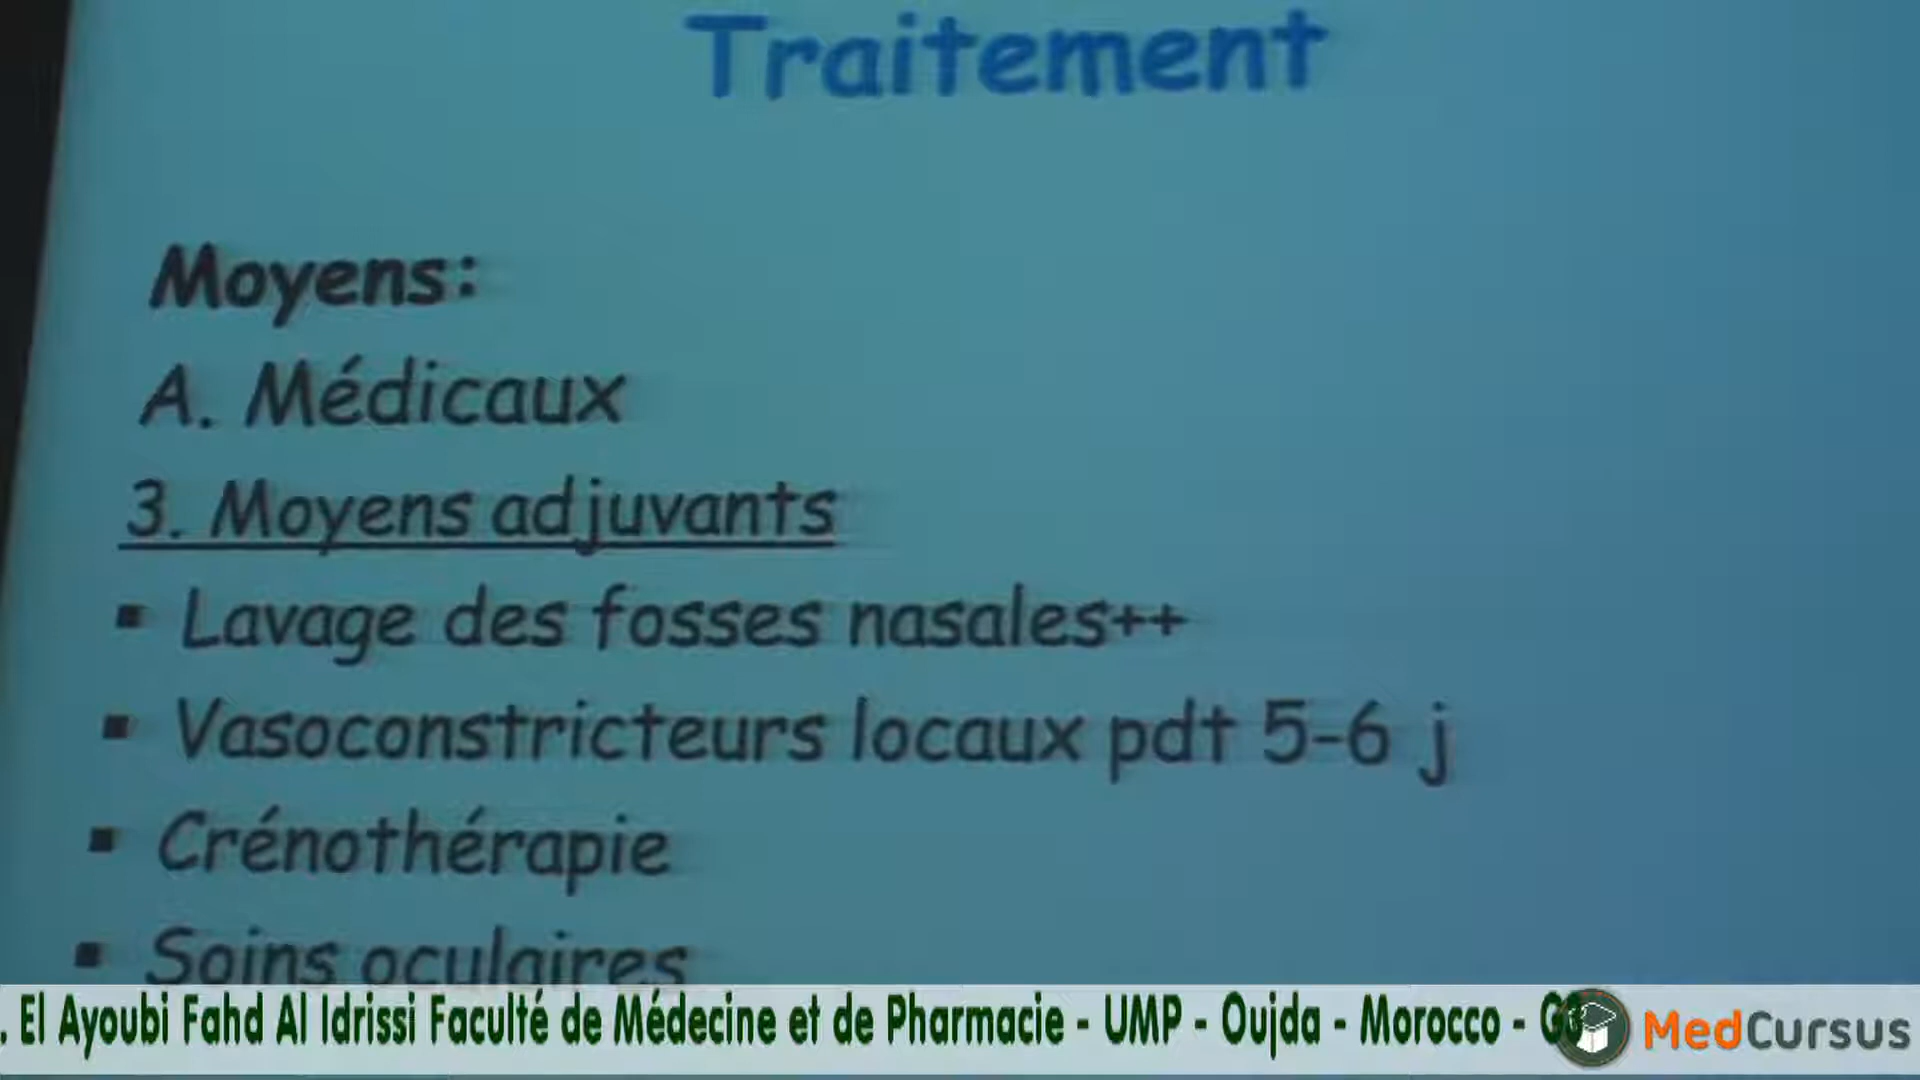 Traitement
Moyens:
A. Médicaux
3. Moyens adjuvants
▪ Lavage des fosses nasales++
▪ Vasoconstricteurs locaux pdt 5-6 j
▪ Crénothérapie
▪ Soins oculaires
. El Ayoubi Fahd Al Idrissi Faculté de Médecine et de Pharmacie - UMP - Oujda - Morocco - G3
MedCursus